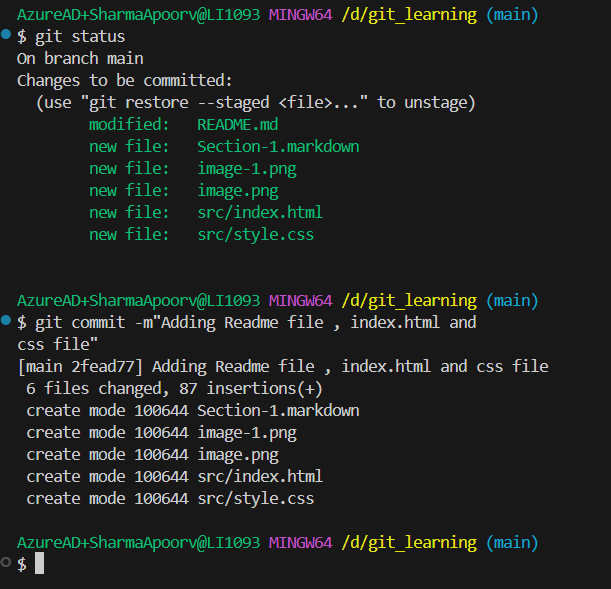 AzureAD+SharmaApoorv@LI1093 MINGW64 /d/git_learning (main)
$ git status
On branch main
Changes to be committed:
  (use "git restore --staged <file>..." to unstage)
        modified:   README.md
        new file:   Section-1.markdown
        new file:   image-1.png
        new file:   image.png
        new file:   src/index.html
        new file:   src/style.css

AzureAD+SharmaApoorv@LI1093 MINGW64 /d/git_learning (main)
$ git commit -m"Adding Readme file , index.html and
css file"
[main 2fead77] Adding Readme file , index.html and css file
 6 files changed, 87 insertions(+)
 create mode 100644 Section-1.markdown
 create mode 100644 image-1.png
 create mode 100644 image.png
 create mode 100644 src/index.html
 create mode 100644 src/style.css

AzureAD+SharmaApoorv@LI1093 MINGW64 /d/git_learning (main)
$